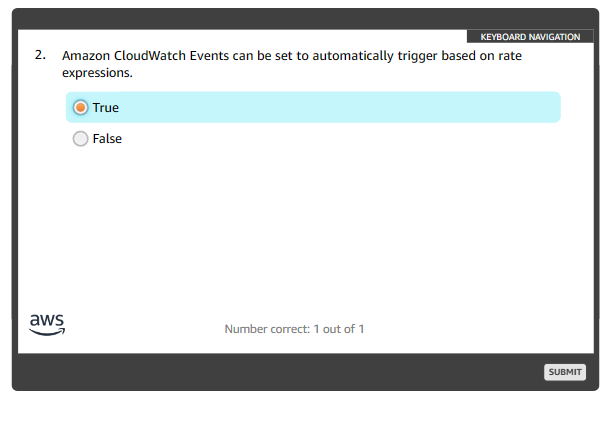 KEYBOARD NAVIGATION
2. Amazon CloudWatch Events can be set to automatically trigger based on rate
expressions.
True
False
aws
Number correct: 1 out of 1
SUBMIT